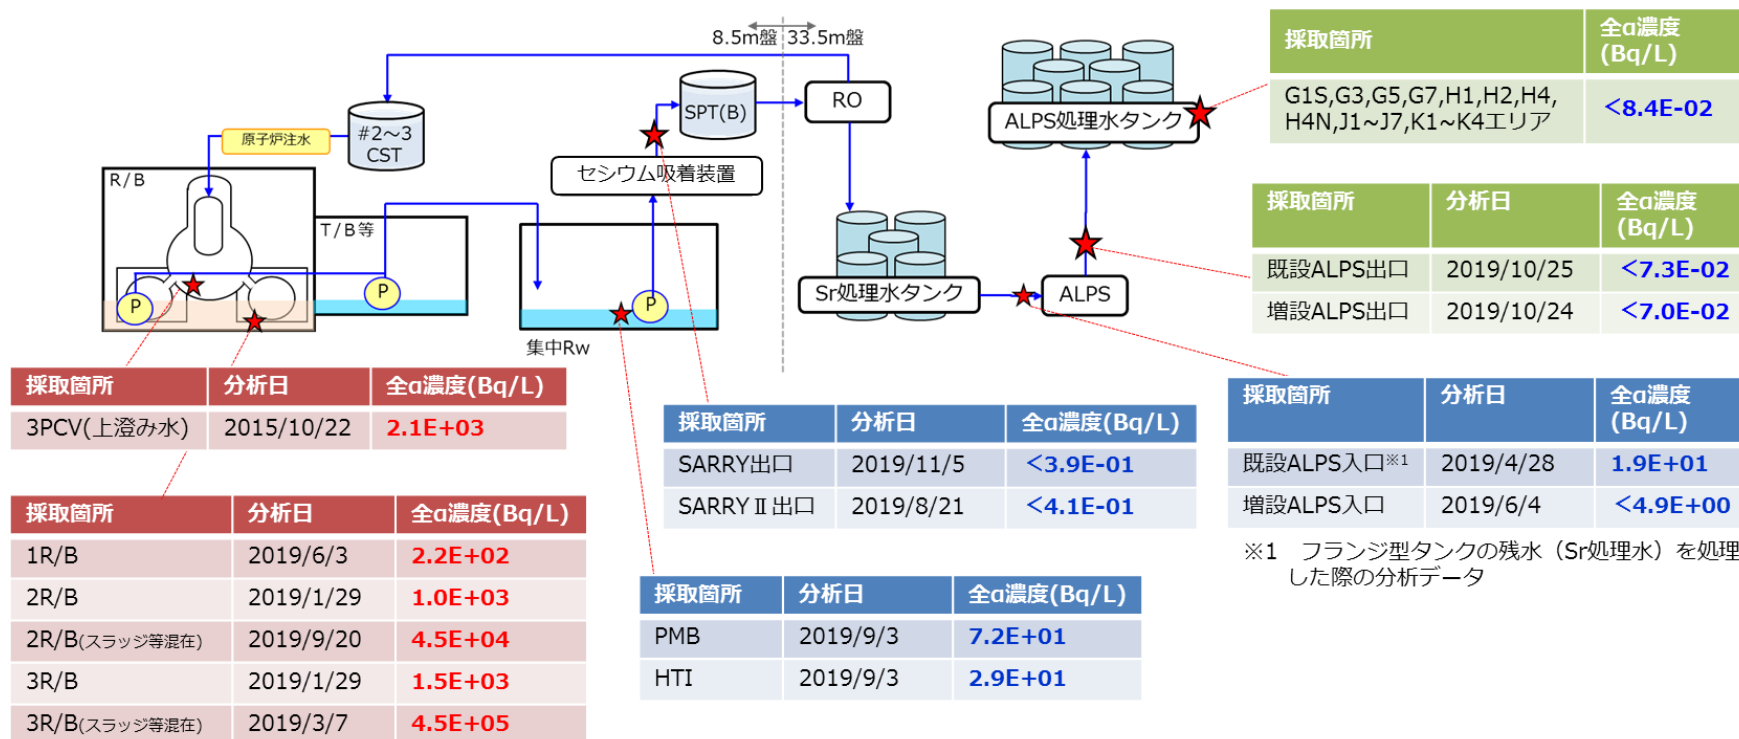 8.5m盤 33.5m盤
原子炉注水
#2~3
CST
SPT(B)
RO
ALPS処理水タンク
セシウム吸着装置
R/B
T/B等
P
P
P
集中Rw
Sr処理水タンク
ALPS
採取箇所 全α濃度
(Bq/L)
G1S,G3,G5,G7,H1,H2,H4,
H4N,J1~J7,K1~K4エリア <8.4E-02
採取箇所 分析日 全α濃度
(Bq/L)
既設ALPS出口 2019/10/25 <7.3E-02
増設ALPS出口 2019/10/24 <7.0E-02
採取箇所 分析日 全α濃度(Bq/L)
3PCV(上澄み水) 2015/10/22 2.1E+03
採取箇所 分析日 全α濃度(Bq/L)
1R/B 2019/6/3 2.2E+02
2R/B 2019/1/29 1.0E+03
2R/B(スラッジ等混在) 2019/9/20 4.5E+04
3R/B 2019/1/29 1.5E+03
3R/B(スラッジ等混在) 2019/3/7 4.5E+05
採取箇所 分析日 全α濃度(Bq/L)
SARRY出口 2019/11/5 <3.9E-01
SARRYⅡ出口 2019/8/21 <4.1E-01
採取箇所 分析日 全α濃度(Bq/L)
PMB 2019/9/3 7.2E+01
HTI 2019/9/3 2.9E+01
採取箇所 分析日 全α濃度
(Bq/L)
既設ALPS入口※1 2019/4/28 1.9E+01
増設ALPS入口 2019/6/4 <4.9E+00
※1 フランジ型タンクの残水（Sr処理水）を処理
した際の分析データ